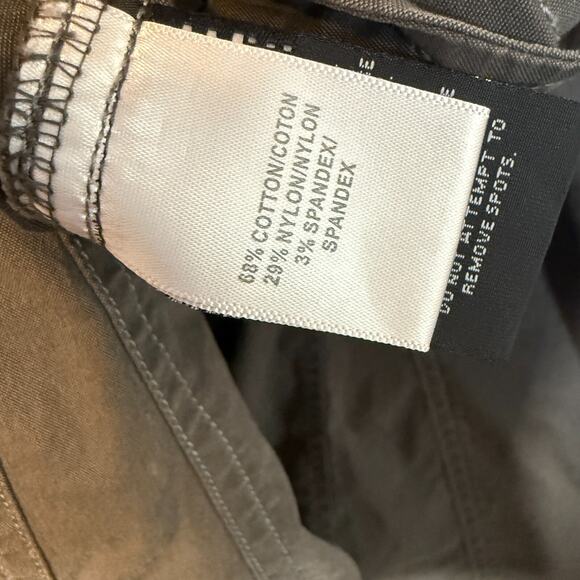 68% COTTON/COTON
29% NYLON/NYLON
3% SPANDEX/
SPANDEX
DO NOT ATTEMPT TO
REMOVE SPOTS.